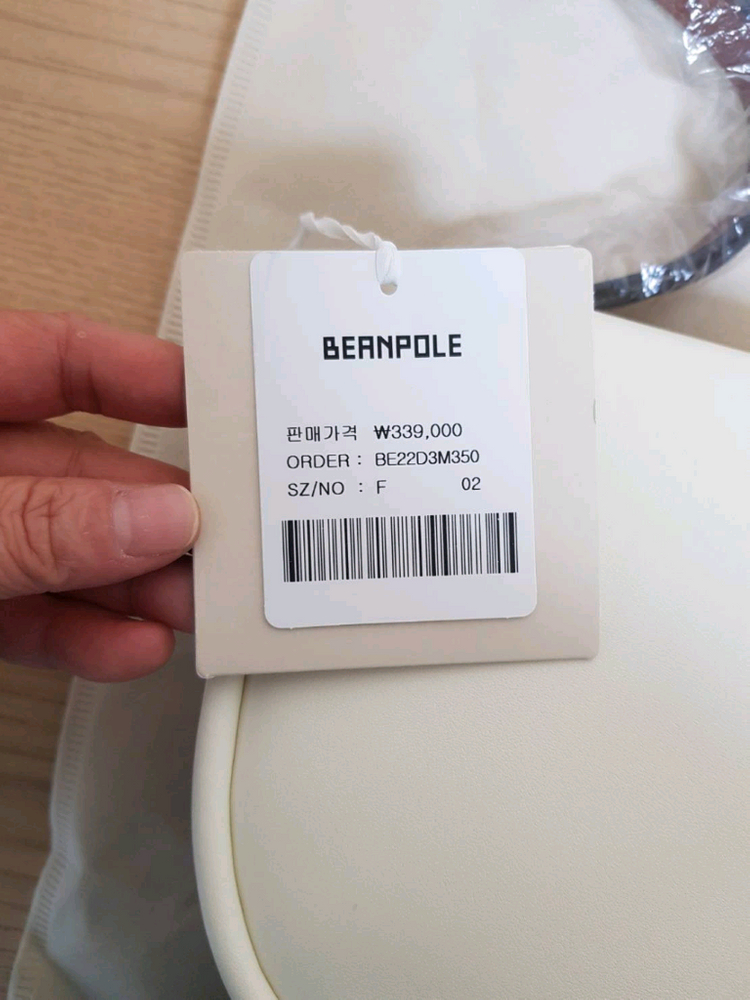 BEANPOLE
판매가격 ₩339,000
ORDER : BE22D3M350
SZ/NO : F 02